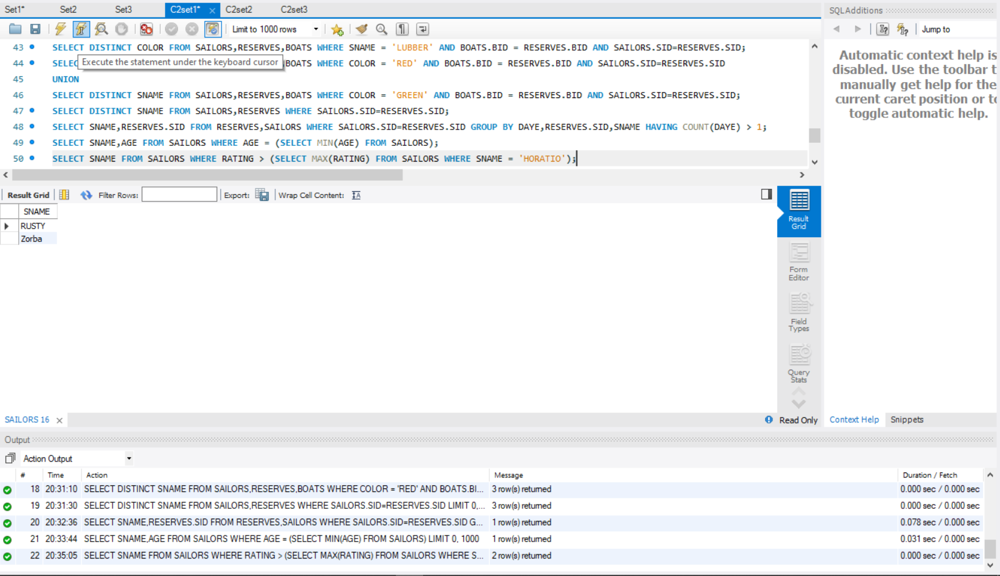 Set1* Set2 Set3 C2set1* × C2set2 C2set3
SQLAdditions
Limit to 1000 rows
Jump to
43 SELECT DISTINCT COLOR FROM SAILORS,RESERVES,BOATS WHERE SNAME = 'LUBBER' AND BOATS.BID = RESERVES.BID AND SAILORS.SID=RESERVES.SID;
44 SELEC BOATS WHERE COLOR = 'RED' AND BOATS.BID = RESERVES.BID AND SAILORS.SID=RESERVES.SID
Execute the statement under the keyboard cursor
45 UNION
46 SELECT DISTINCT SNAME FROM SAILORS,RESERVES,BOATS WHERE COLOR = 'GREEN' AND BOATS.BID = RESERVES.BID AND SAILORS.SID=RESERVES.SID;
47 SELECT DISTINCT SNAME FROM SAILORS,RESERVES WHERE SAILORS.SID=RESERVES.SID;
48 SELECT SNAME,RESERVES.SID FROM RESERVES,SAILORS WHERE SAILORS.SID=RESERVES.SID GROUP BY DAYE,RESERVES.SID,SNAME HAVING COUNT(DAYE) > 1;
49 SELECT SNAME,AGE FROM SAILORS WHERE AGE = (SELECT MIN(AGE) FROM SAILORS);
50 SELECT SNAME FROM SAILORS WHERE RATING > (SELECT MAX(RATING) FROM SAILORS WHERE SNAME = 'HORATIO');
Automatic context help is
disabled. Use the toolbar t
manually get help for the
current caret position or to
toggle automatic help.
Result Grid Filter Rows: Export: Wrap Cell Content:
SNAME
RUSTY
Zorba
Result
Grid
Form
Editor
Field
Types
Query
Stats
SAILORS 16 × Read Only
Context Help Snippets
Output
Action Output
# Time Action Message Duration / Fetch
18 20:31:10 SELECT DISTINCT SNAME FROM SAILORS,RESERVES,BOATS WHERE COLOR = 'RED' AND BOATS.BI... 3 row(s) returned 0.000 sec / 0.000 sec
19 20:31:30 SELECT DISTINCT SNAME FROM SAILORS,RESERVES WHERE SAILORS.SID=RESERVES.SID LIMIT 0,... 3 row(s) returned 0.000 sec / 0.000 sec
20 20:32:36 SELECT SNAME,RESERVES.SID FROM RESERVES,SAILORS WHERE SAILORS.SID=RESERVES.SID G... 1 row(s) returned 0.078 sec / 0.000 sec
21 20:33:44 SELECT SNAME,AGE FROM SAILORS WHERE AGE = (SELECT MIN(AGE) FROM SAILORS) LIMIT 0, 1000 1 row(s) returned 0.031 sec / 0.000 sec
22 20:35:05 SELECT SNAME FROM SAILORS WHERE RATING > (SELECT MAX(RATING) FROM SAILORS WHERE S... 2 row(s) returned 0.000 sec / 0.000 sec